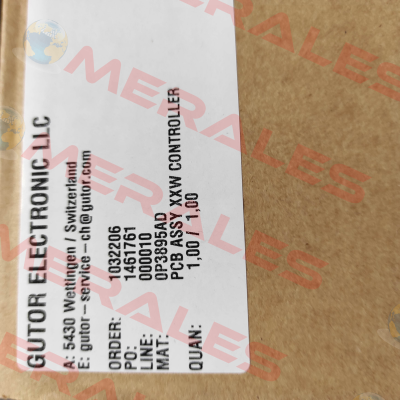 GUTOR ELECTRONIC LLC
A: 5430 Wettingen / Switzerland
E: gutor-service-ch@gutor.com
ORDER: 1032206
PO: 1461761
LINE: 000010
MAT: 0P3895AD
PCB ASSY XXW CONTROLLER
QUAN: 1,00 / 1,00
MERALES